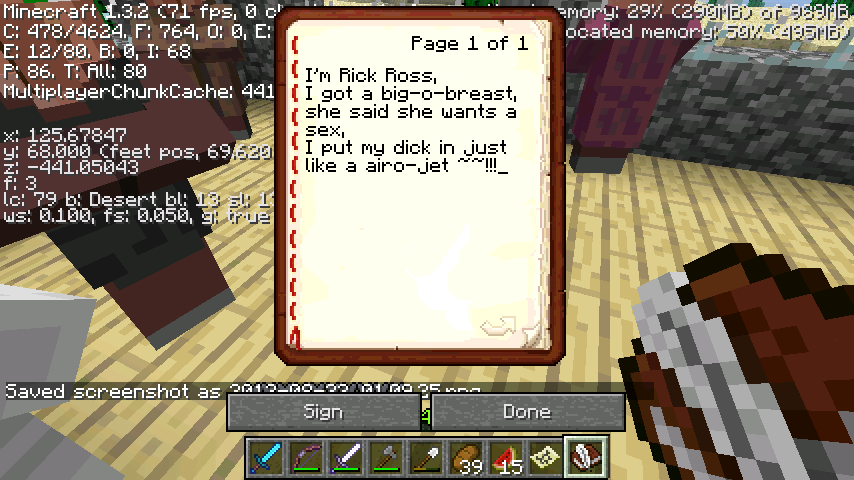 Minecraft 1.3.2 (71 fps, 0
C: 478/4624, F: 764, O: 0, E:
E: 12/80, B: 0, I: 68
P: 86. T: All: 80
MultiplayerChunkCache: 441
x: 125.67847
y: 68.000 (feet pos, 69.620
z: -441.05043
f: 3
lc: 79 b: Desert bl: 13 sl:
ws: 0.100, fs: 0.050, g: true
emory: 29% (290MB) of 989MB
ocated memory: 50% (495MB)
Page 1 of 1
I'm Rick Ross,
I got a big-o-breast,
she said she wants a
sex,
I put my dick in just
like a airo-jet ~~!!!_
Saved screenshot as
Sign
Done
39
15